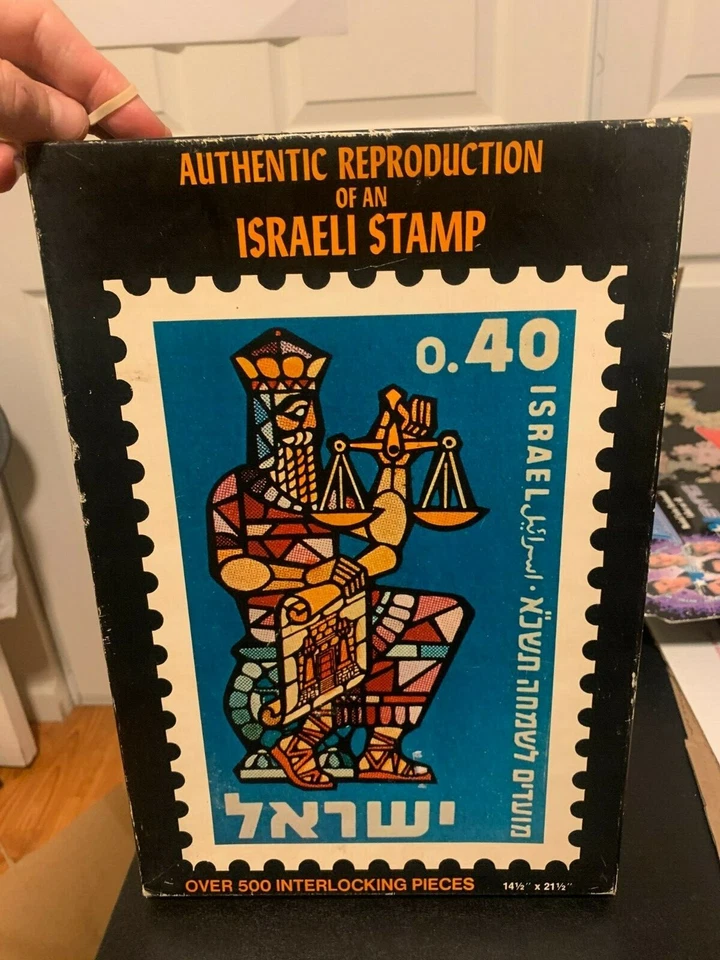 AUTHENTIC REPRODUCTION
OF AN
ISRAELI STAMP
0.40
ISRAEL اسرائيل · מועדים לשמחה תשכ"א
ישראל
OVER 500 INTERLOCKING PIECES 14½" x 21½"